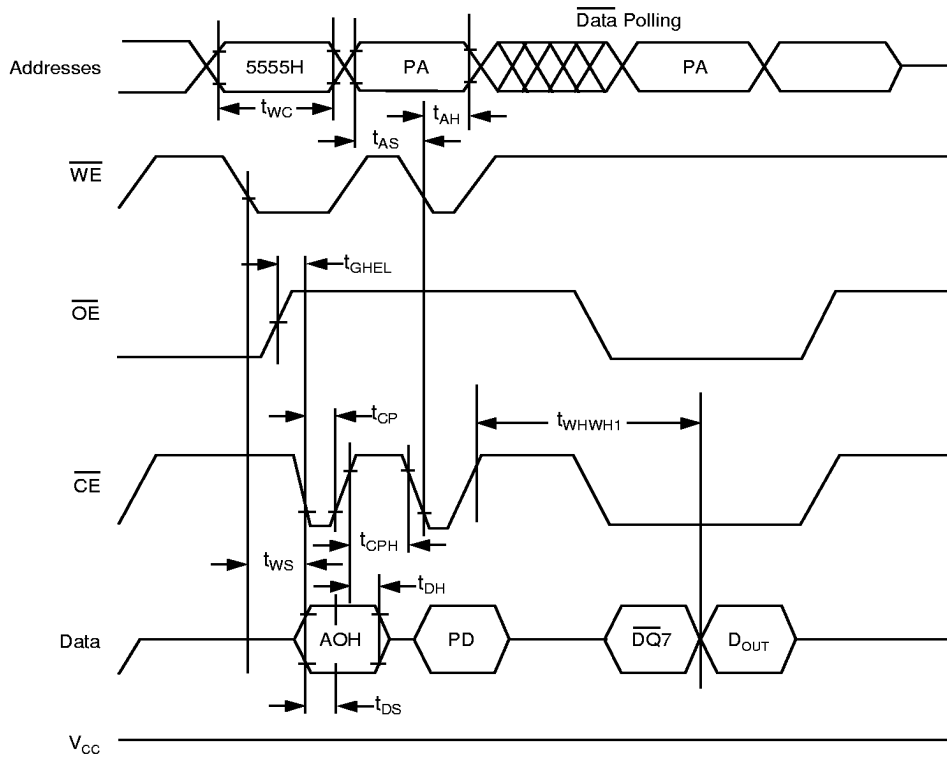 Data Polling
Addresses
5555H
PA
PA
tWC
tAH
tAS
WE
tGHEL
OE
tCP
tWHWH1
CE
tCPH
tWS
tDH
Data
AOH
PD
DQ7
DOUT
tDS
VCC